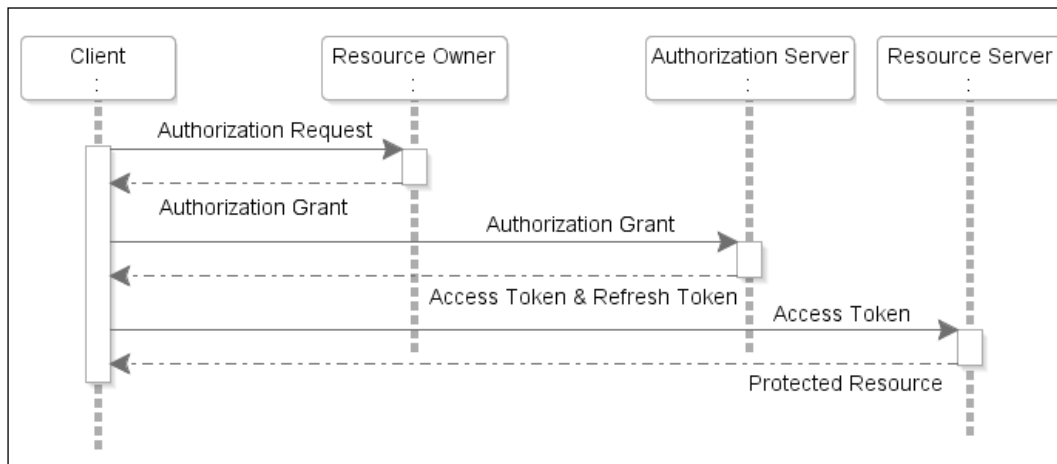 Client
:
Resource Owner
:
Authorization Server
:
Resource Server
:
Authorization Request
Authorization Grant
Authorization Grant
Access Token & Refresh Token
Access Token
Protected Resource